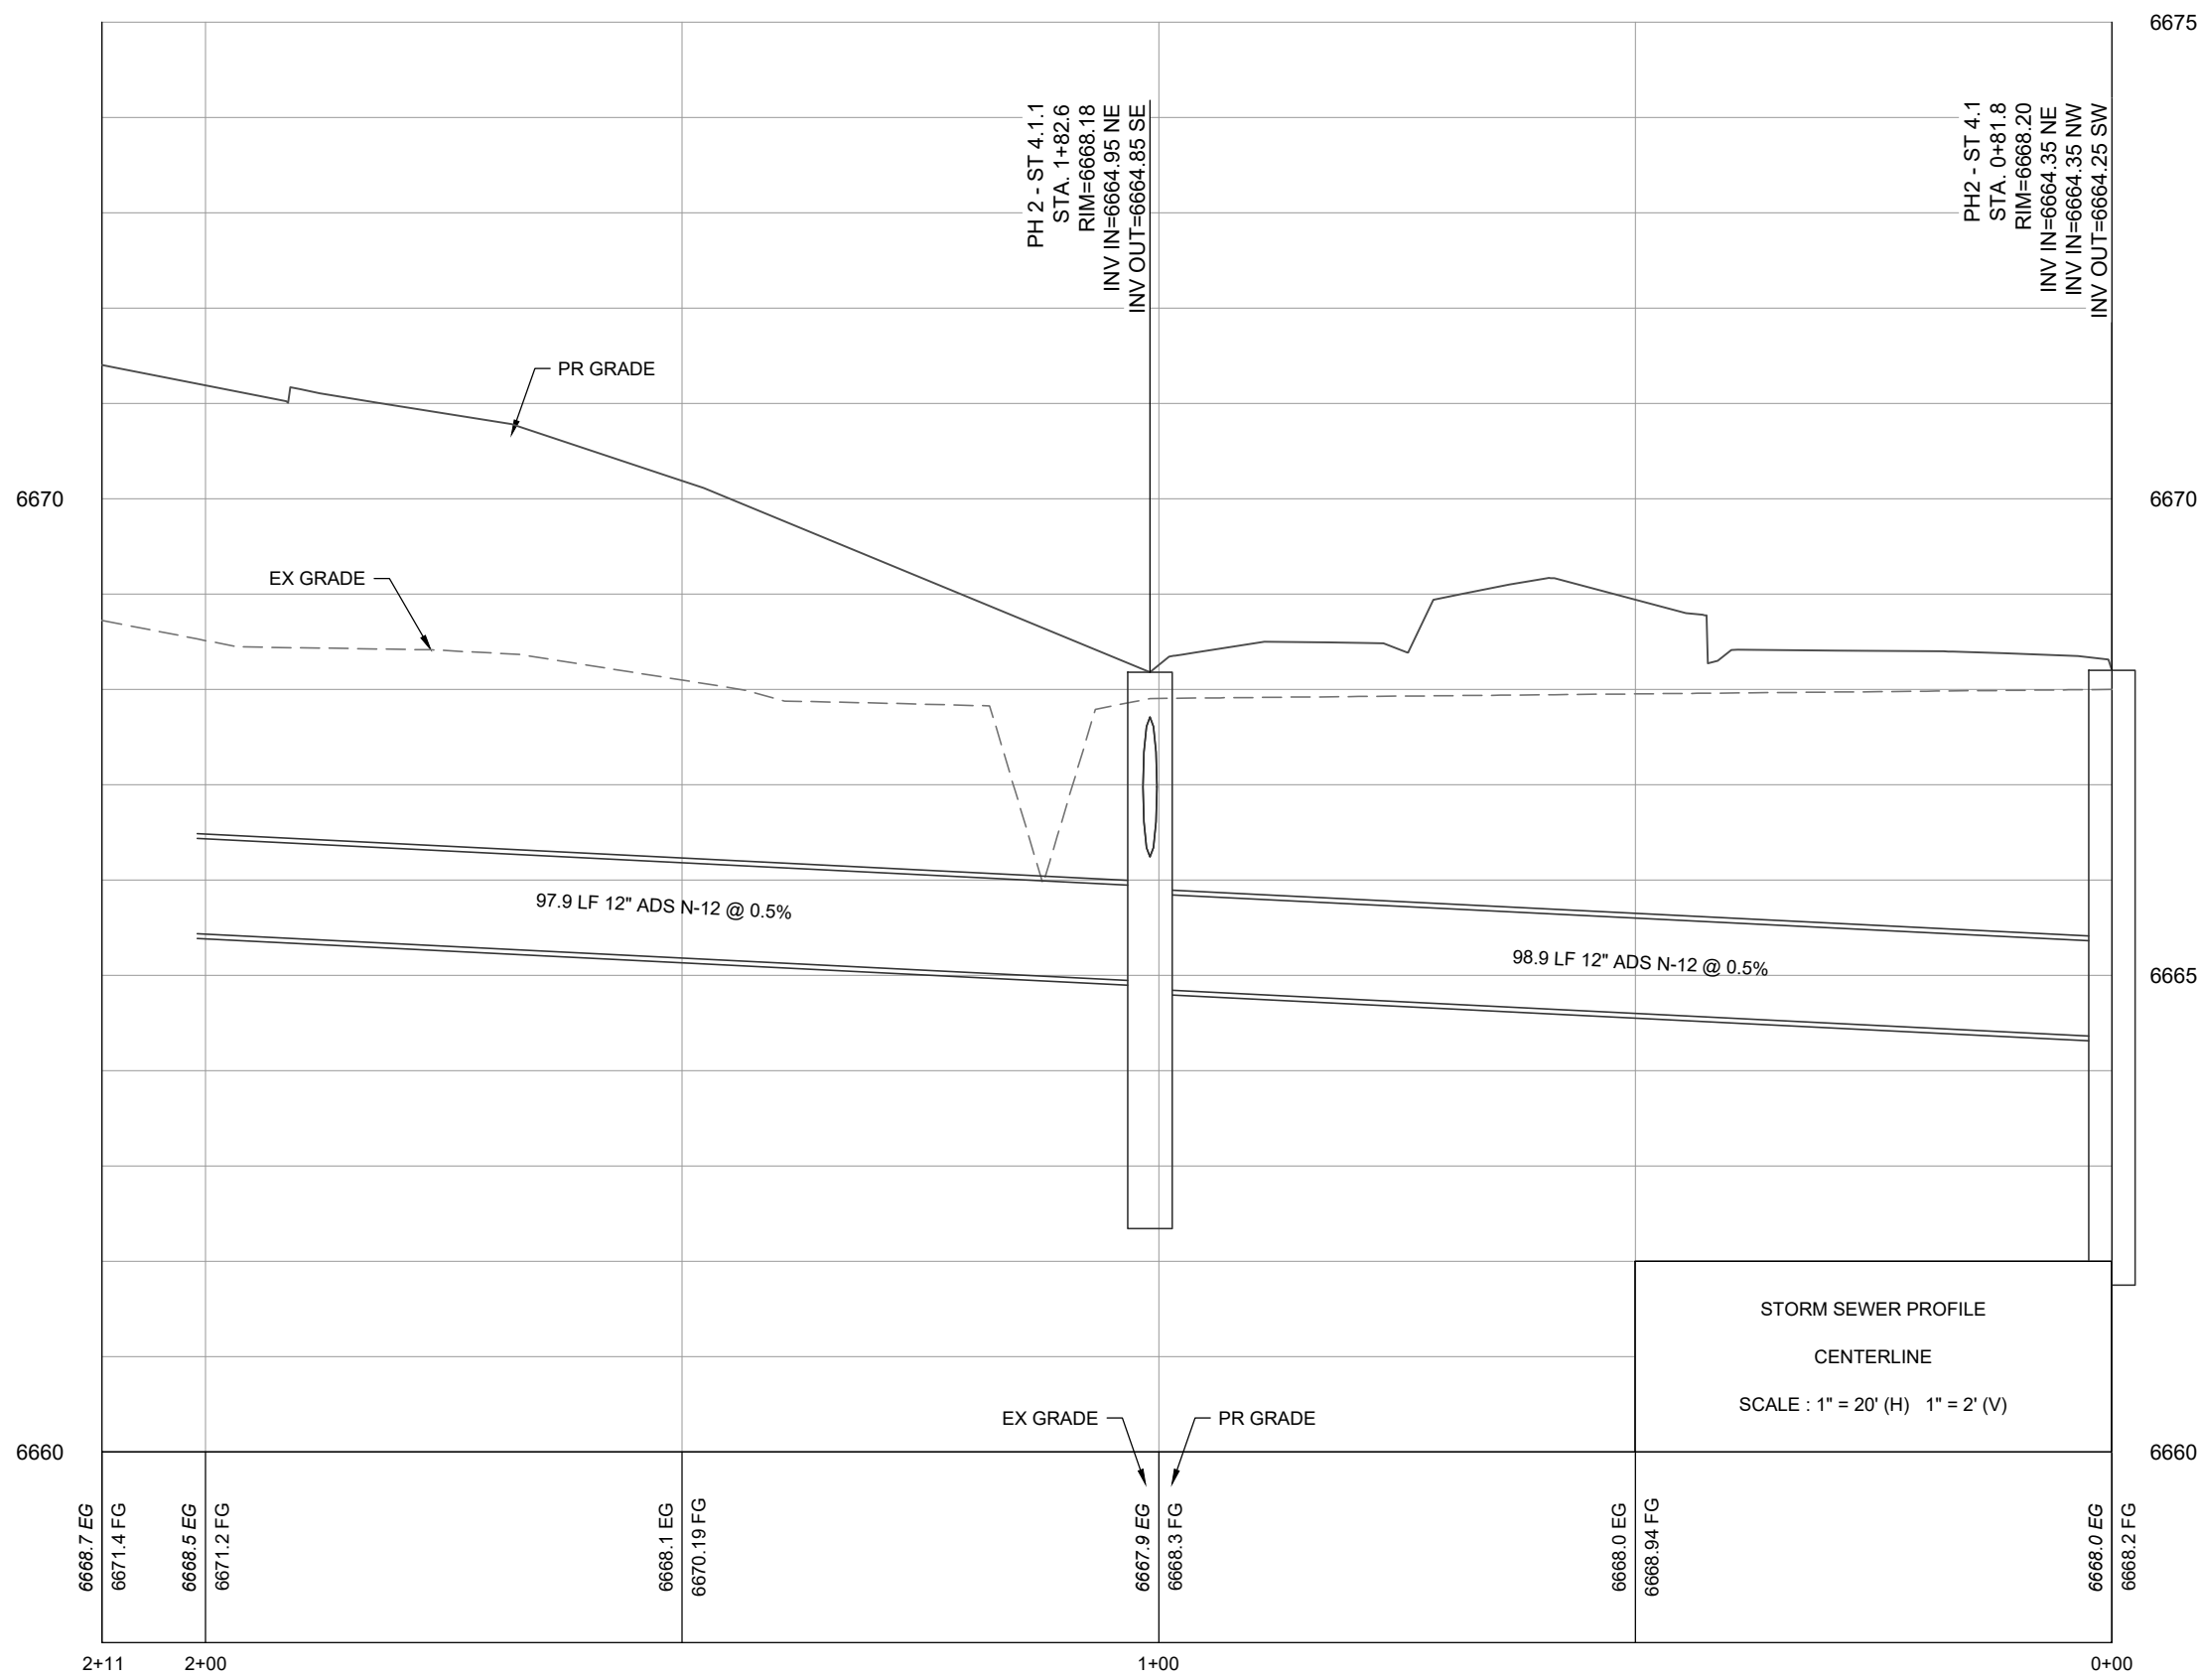 6675
PH 2 - ST 4.1.1
STA. 1+82.6
RIM=6668.18
INV IN=6664.95 NE
INV OUT=6664.85 SE
PH2 - ST 4.1
STA. 0+81.8
RIM=6668.20
INV IN=6664.35 NE
INV IN=6664.35 NW
INV OUT=6664.25 SW
PR GRADE
6670
6670
EX GRADE
97.9 LF 12" ADS N-12 @ 0.5%
98.9 LF 12" ADS N-12 @ 0.5%
6665
STORM SEWER PROFILE
CENTERLINE
SCALE : 1" = 20' (H) 1" = 2' (V)
EX GRADE
PR GRADE
6660
6660
6668.7 EG
6671.4 FG
6668.5 EG
6671.2 FG
6668.1 EG
6670.19 FG
6667.9 EG
6668.3 FG
6668.0 EG
6668.94 FG
6668.0 EG
6668.2 FG
2+11
2+00
1+00
0+00